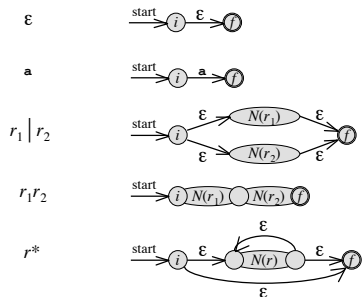 ε start i ε f
a start i a f
r₁ | r₂ start i ε N(r₁) ε ε N(r₂) ε f
r₁r₂ start i N(r₁) N(r₂) f
r* start i ε N(r) ε ε f ε